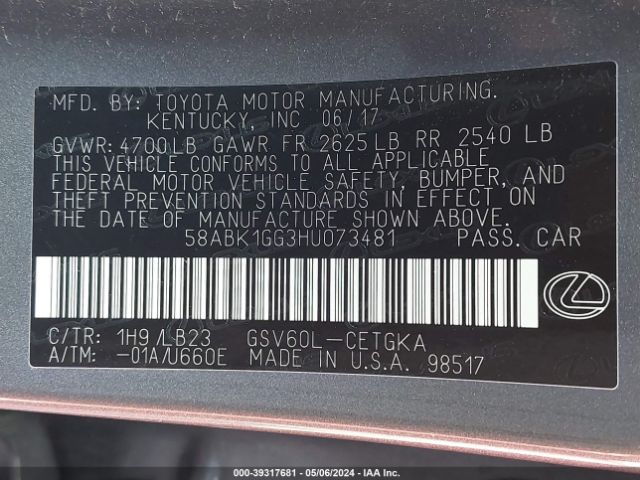 MFD. BY: TOYOTA MOTOR MANUFACTURING.
KENTUCKY, INC 06/17
GVWR: 4700LB GAWR FR 2625LB RR 2540 LB
THIS VEHICLE CONFORMS TO ALL APPLICABLE
FEDERAL MOTOR VEHICLE SAFETY, BUMPER, AND
THEFT PREVENTION STANDARDS IN EFFECT ON
THE DATE OF MANUFACTURE SHOWN ABOVE.
58ABK1GG3HU073481 PASS. CAR
C/TR: 1H9/LB23 GSV60L-CETGKA
A/TM: -01A/U660E MADE IN U.S.A. 98517
000-39317681 | 05/06/2024 | IAA Inc.